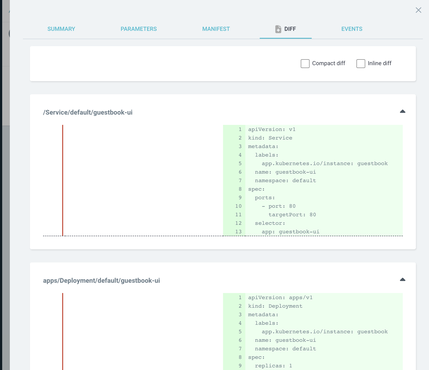 SUMMARY PARAMETERS MANIFEST DIFF EVENTS
Compact diff Inline diff
/Service/default/guestbook-ui
1 apiVersion: v1
2 kind: Service
3 metadata:
4 labels:
5 app.kubernetes.io/instance: guestbook
6 name: guestbook-ui
7 namespace: default
8 spec:
9 ports:
10 - port: 80
11 targetPort: 80
12 selector:
13 app: guestbook-ui
apps/Deployment/default/guestbook-ui
1 apiVersion: apps/v1
2 kind: Deployment
3 metadata:
4 labels:
5 app.kubernetes.io/instance: guestbook
6 name: guestbook-ui
7 namespace: default
8 spec:
9 replicas: 1